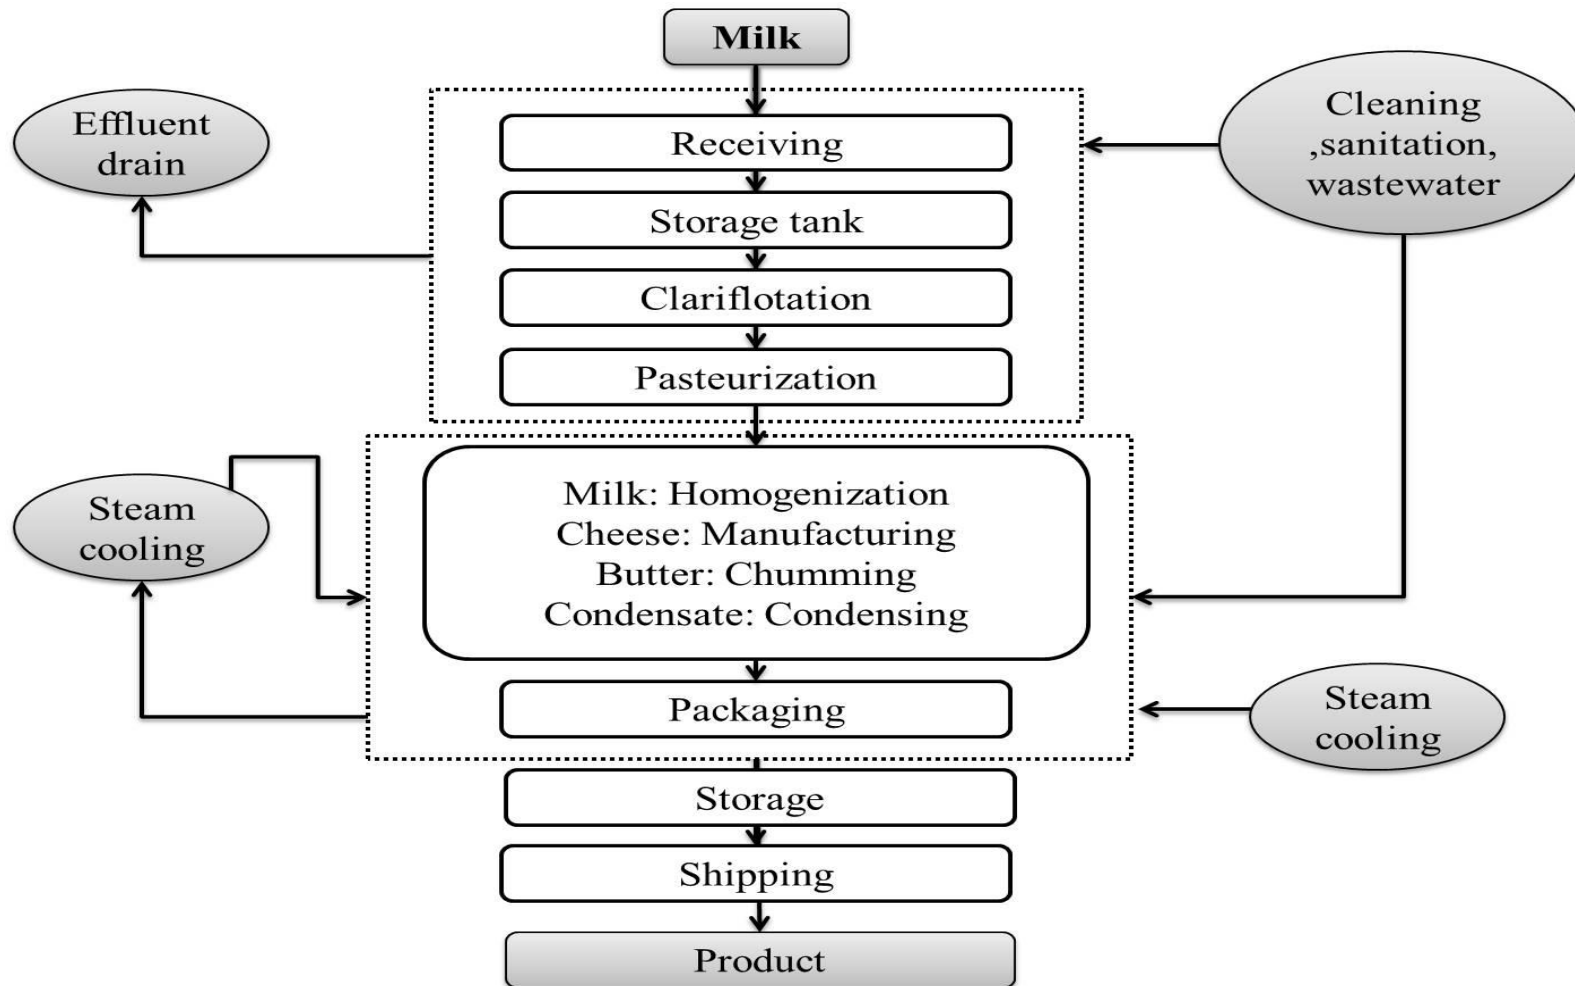 Milk
Effluent
drain
Cleaning
,sanitation,
wastewater
Receiving
Storage tank
Clariflotation
Pasteurization
Steam
cooling
Milk: Homogenization
Cheese: Manufacturing
Butter: Chumming
Condensate: Condensing
Packaging
Steam
cooling
Storage
Shipping
Product